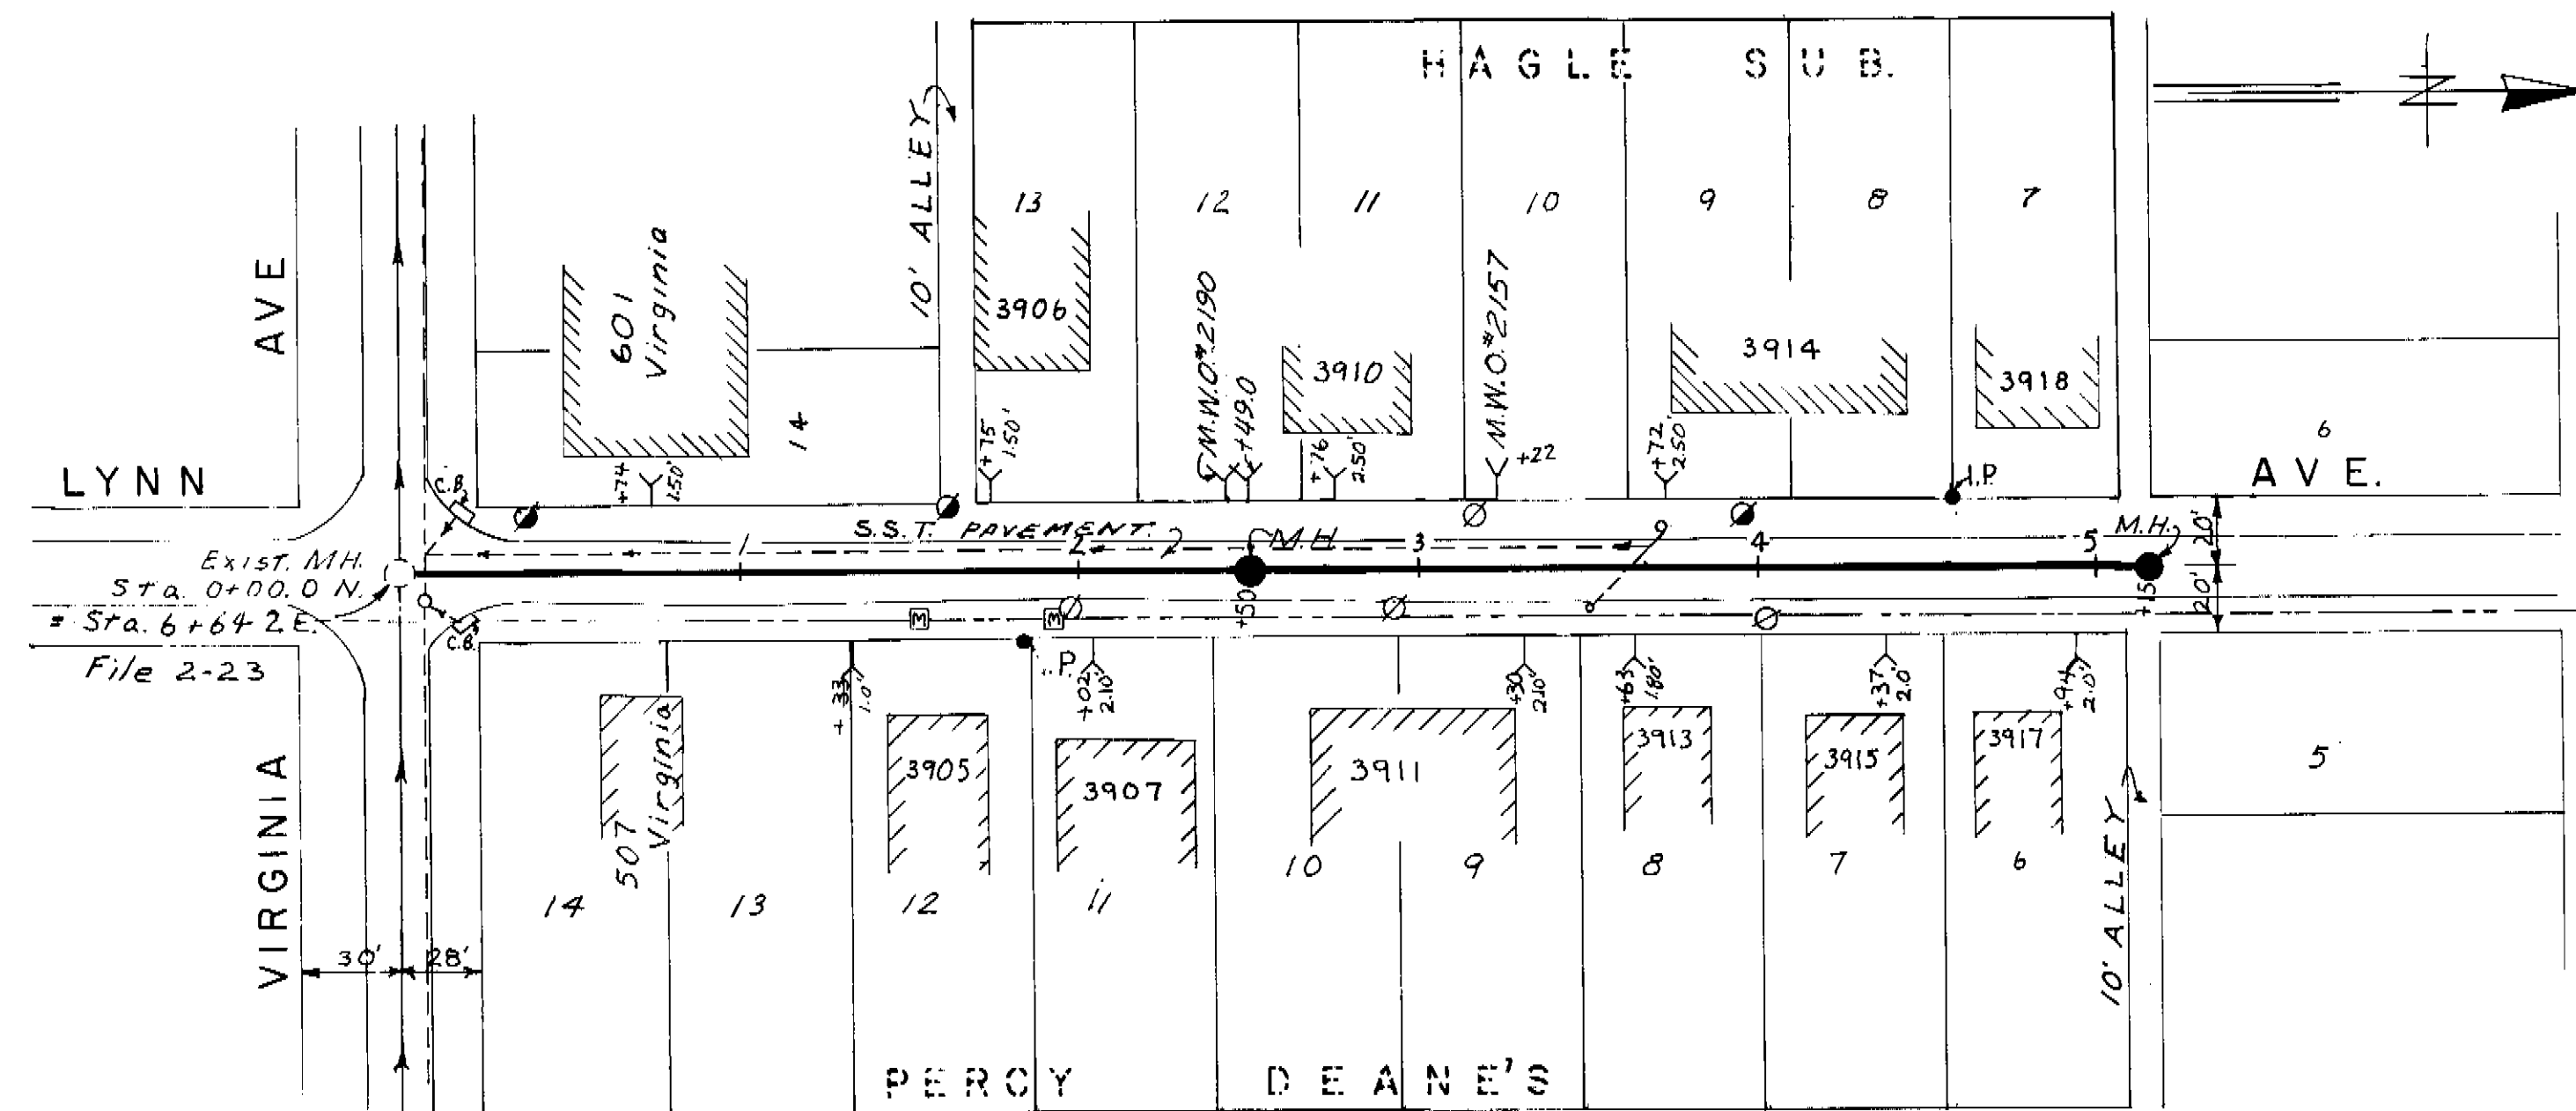 HAGLE SUB.
N
10' ALLEY
13
12
11
10
9
8
7
AVE
601
Virginia
3906
M.W.O.#2190
+49.0
3910
M.W.O.#2157
3914
3918
14
+74
1.50'
+75
1.50'
+76
2.50'
+22
+72
2.50'
I.P.
6
LYNN
AVE.
C.B.
S.S.T. PAVEMENT.
M.H.
M.H.
20'
20'
1
2
3
4
5
EXIST. MH.
Sta. 0+00.0 N.
= Sta. 6+64.2 E.
File 2-23
C.B.
M
M
+50
+15
I.P.
+33
1.0'
+02
2.10'
+30
2.10'
+63
1.80'
+37
2.0'
+94
2.0'
507
Virginia
3905
3907
3911
3913
3915
3917
5
VIRGINIA
14
13
12
11
10
9
8
7
6
10' ALLEY
30'
28'
PERCY DEANE'S